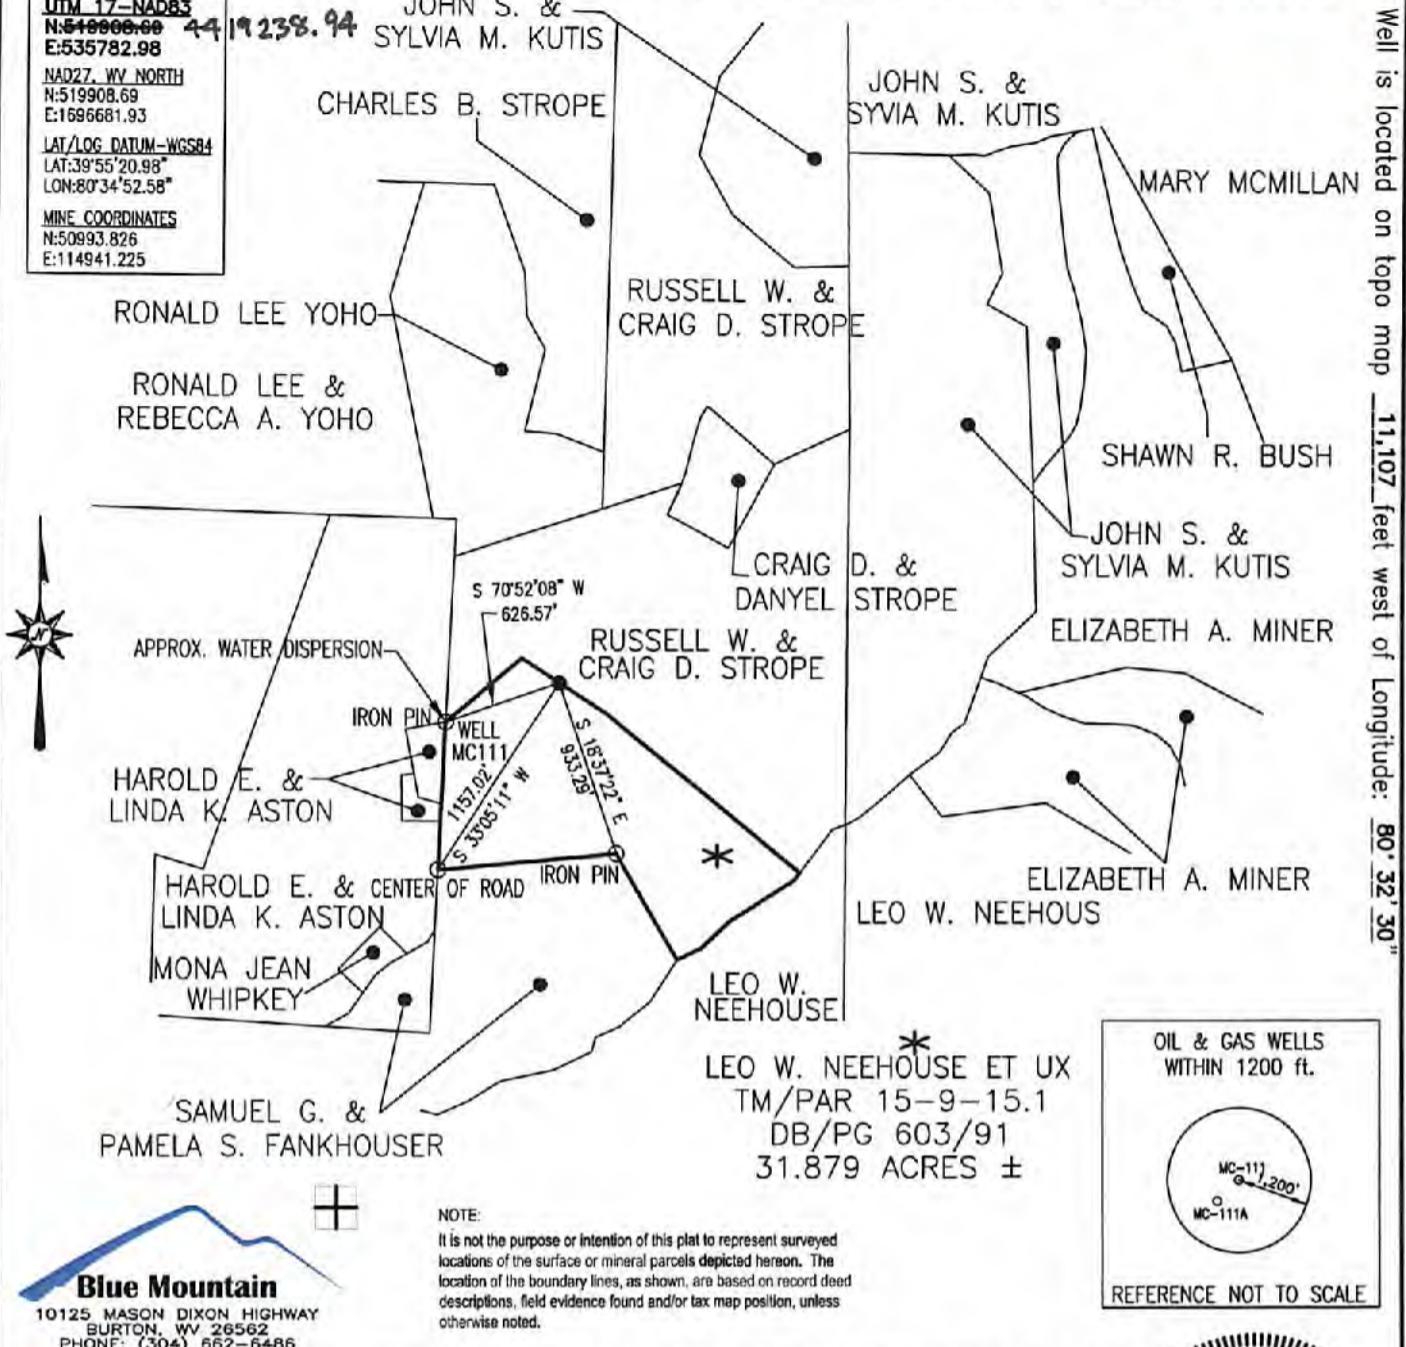 UTM 17-NAD83
N:519908.69 4419238.94
E:535782.98
NAD27, WV NORTH
N:519908.69
E:1696681.93
LAT/LOG DATUM-WGS84
LAT:39°55'20.98"
LON:80°34'52.58"
MINE COORDINATES
N:50993.826
E:114941.225
JOHN S. &
SYLVIA M. KUTIS
CHARLES B. STROPE
JOHN S. &
SYVIA M. KUTIS
MARY MCMILLAN
RONALD LEE YOHO
RUSSELL W. &
CRAIG D. STROPE
RONALD LEE &
REBECCA A. YOHO
SHAWN R. BUSH
JOHN S. &
SYLVIA M. KUTIS
CRAIG D. &
DANYEL STROPE
S 70°52'08" W
626.57'
ELIZABETH A. MINER
APPROX. WATER DISPERSION
RUSSELL W. &
CRAIG D. STROPE
IRON PIN
WELL
MC111
1157.02'
S 33°05'11" W
S 18°37'22" E
933.29'
HAROLD E. &
LINDA K. ASTON
HAROLD E. &
LINDA K. ASTON
CENTER OF ROAD
IRON PIN
*
ELIZABETH A. MINER
LEO W. NEEHOUS
MONA JEAN
WHIPKEY
LEO W.
NEEHOUSE
*
LEO W. NEEHOUSE ET UX
TM/PAR 15-9-15.1
DB/PG 603/91
31.879 ACRES ±
SAMUEL G. &
PAMELA S. FANKHOUSER
OIL & GAS WELLS
WITHIN 1200 ft.
MC-111
1,200'
MC-111A
REFERENCE NOT TO SCALE
NOTE:
It is not the purpose or intention of this plat to represent surveyed
locations of the surface or mineral parcels depicted hereon. The
location of the boundary lines, as shown, are based on record deed
descriptions, field evidence found and/or tax map position, unless
otherwise noted.
Blue Mountain
10125 MASON DIXON HIGHWAY
BURTON, WV 26562
PHONE: (304) 662-6486
N
Well is located on topo map 11,107 feet west of Longitude: 80° 32' 30"